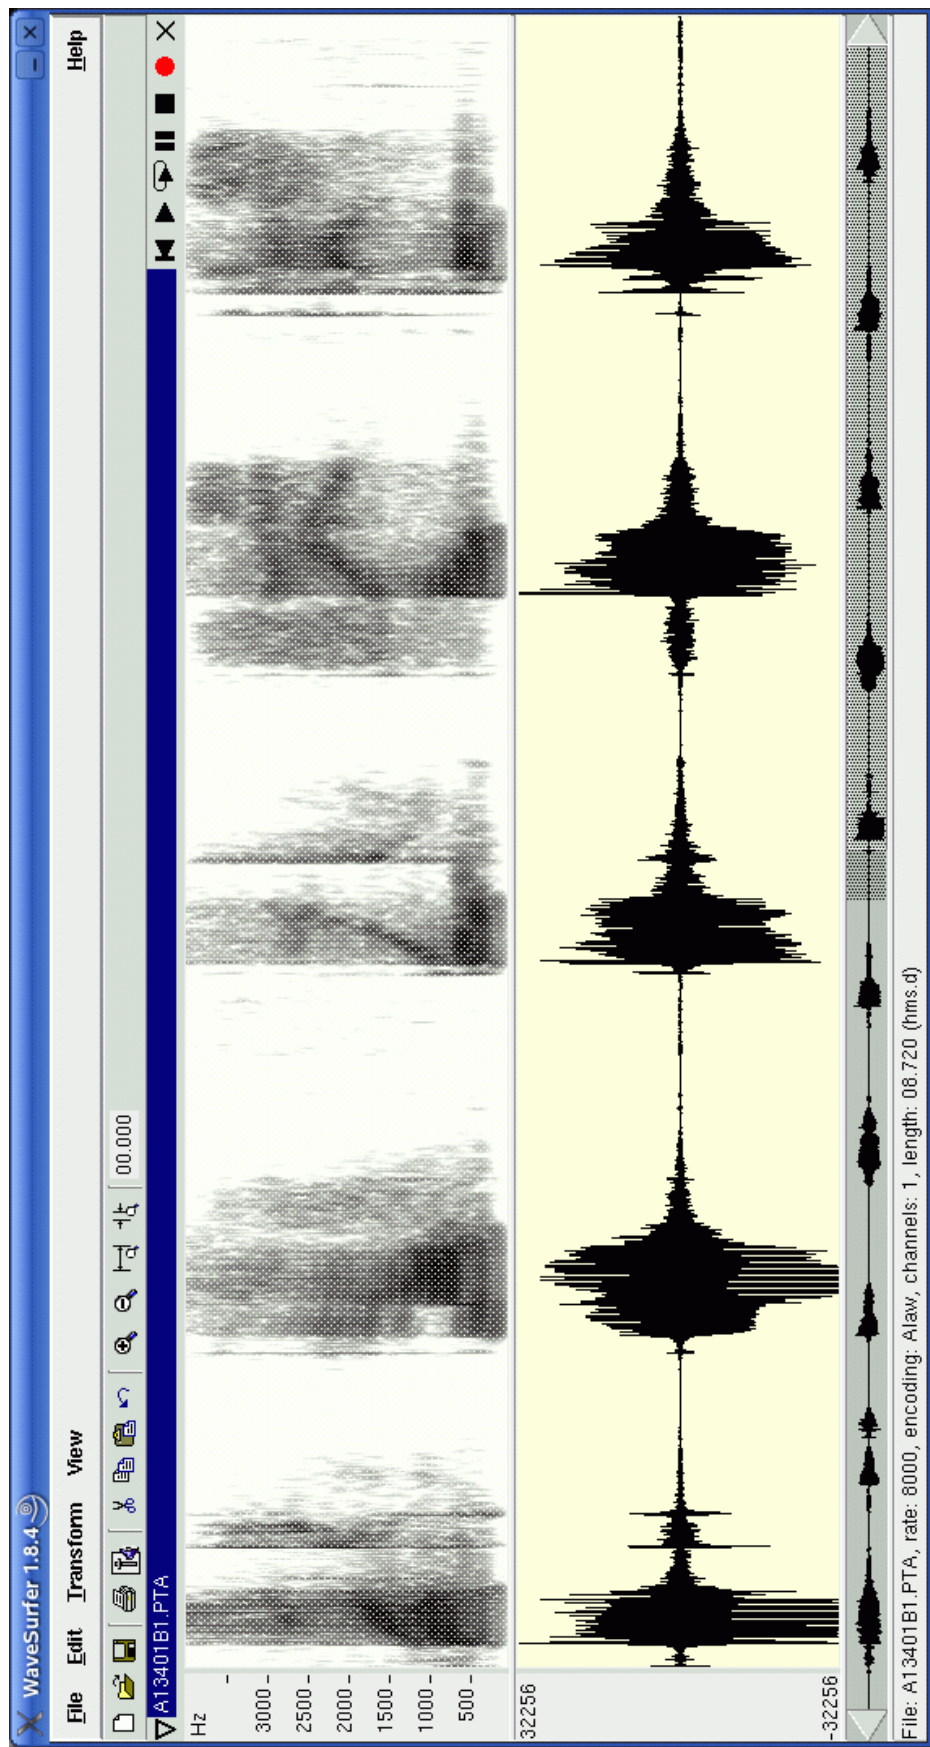 WaveSurfer 1.8.4
File Edit Transform View Help
00.000
A13401B1.PTA
Hz
3000
2500
2000
1500
1000
500
32256
-32256
File: A13401B1.PTA, rate: 8000, encoding: Alaw, channels: 1, length: 08.720 (hms.d)